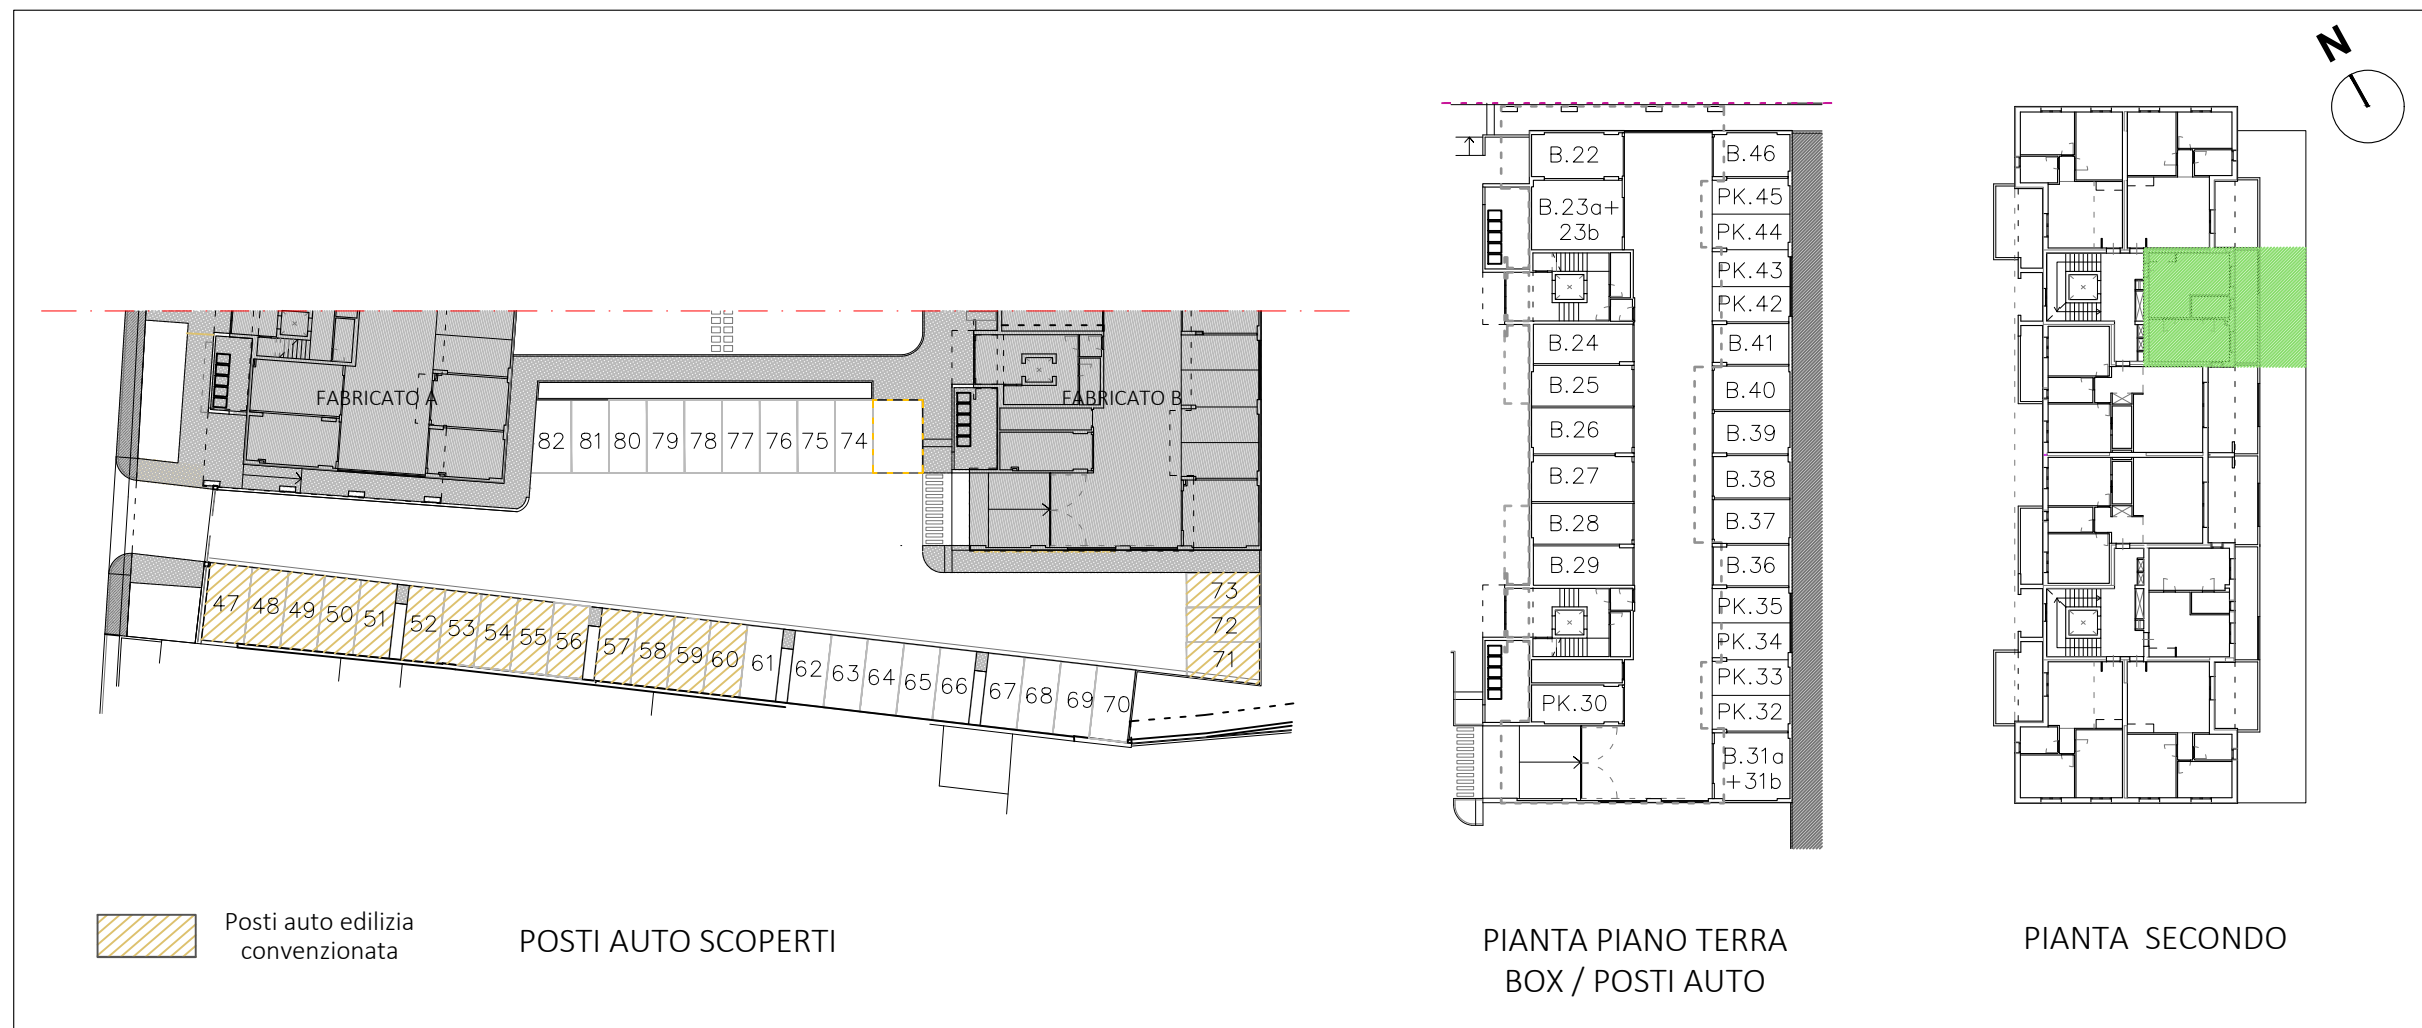 N
FABRICATO A
FABRICATO B
82 81 80 79 78 77 76 75 74
47 48 49 50 51 52 53 54 55 56 57 58 59 60 61 62 63 64 65 66 67 68 69 70
73
72
71
Posti auto edilizia
convenzionata
POSTI AUTO SCOPERTI
B.22
B.23a+
23b
B.24
B.25
B.26
B.27
B.28
B.29
PK.30
B.46
PK.45
PK.44
PK.43
PK.42
B.41
B.40
B.39
B.38
B.37
B.36
PK.35
PK.34
PK.33
PK.32
B.31a
+31b
PIANTA PIANO TERRA
BOX / POSTI AUTO
PIANTA SECONDO